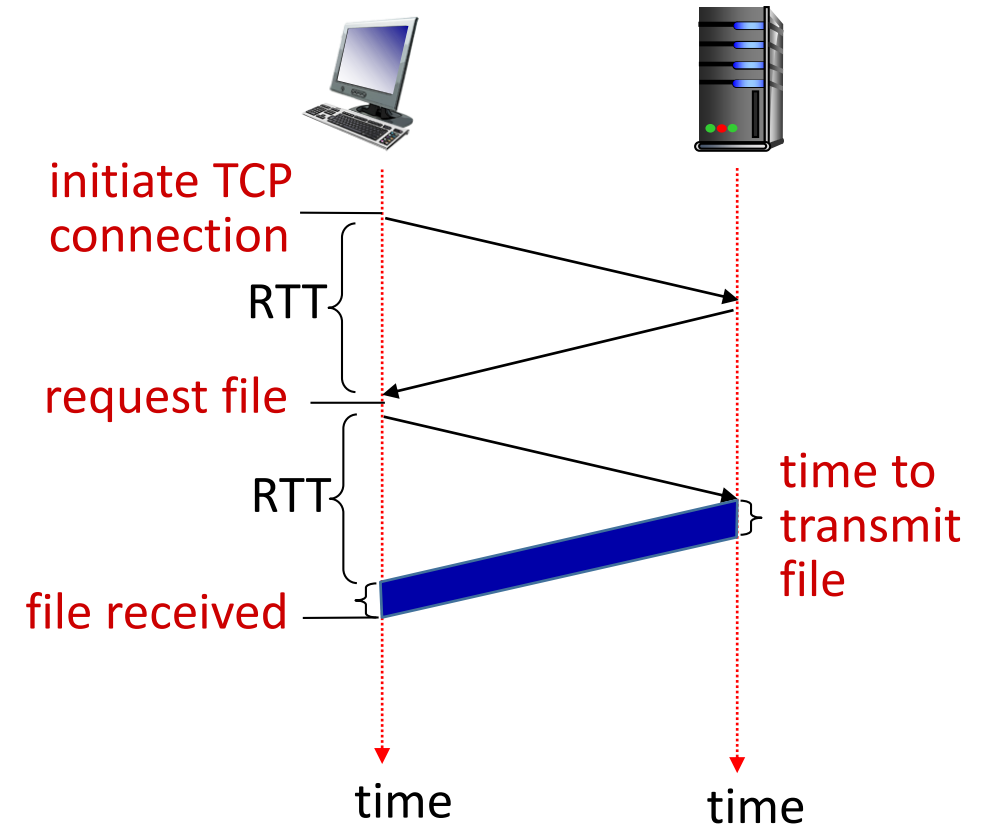 initiate TCP
connection
RTT
request file
RTT
time to
transmit
file
file received
time
time